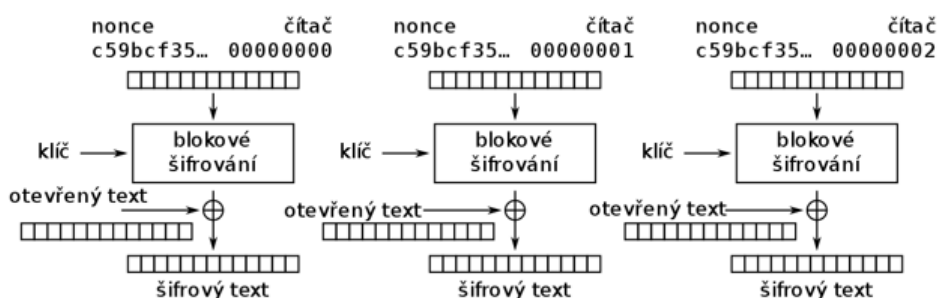 nonce čítač
c59bcf35… 00000000
klíč
blokové
šifrování
otevřený text
šifrový text
nonce čítač
c59bcf35… 00000001
klíč
blokové
šifrování
otevřený text
šifrový text
nonce čítač
c59bcf35… 00000002
klíč
blokové
šifrování
otevřený text
šifrový text